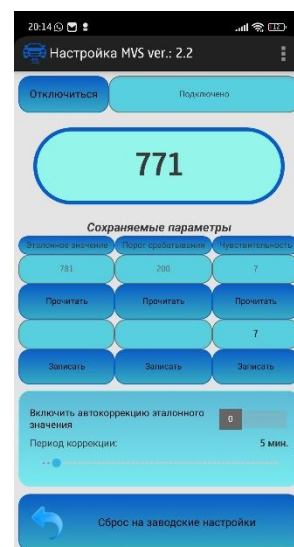 20:14
Настройка MVS ver.: 2.2
Отключиться Подключено
771
Сохраняемые параметры
Эталонное значение Порог срабатывания Чувствительность
781 200 7
Прочитать Прочитать Прочитать
7
Записать Записать Записать
Включить автокоррекцию эталонного 0
значения
Период коррекции: 5 мин.
Сброс на заводские настройки